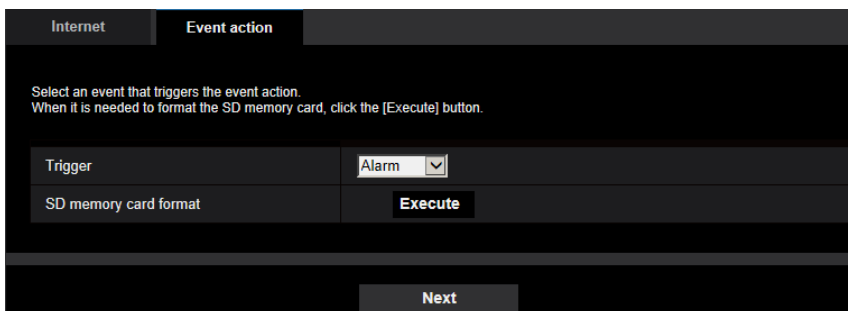 Internet Event action
Select an event that triggers the event action.
When it is needed to format the SD memory card, click the [Execute] button.
Trigger Alarm
SD memory card format Execute
Next